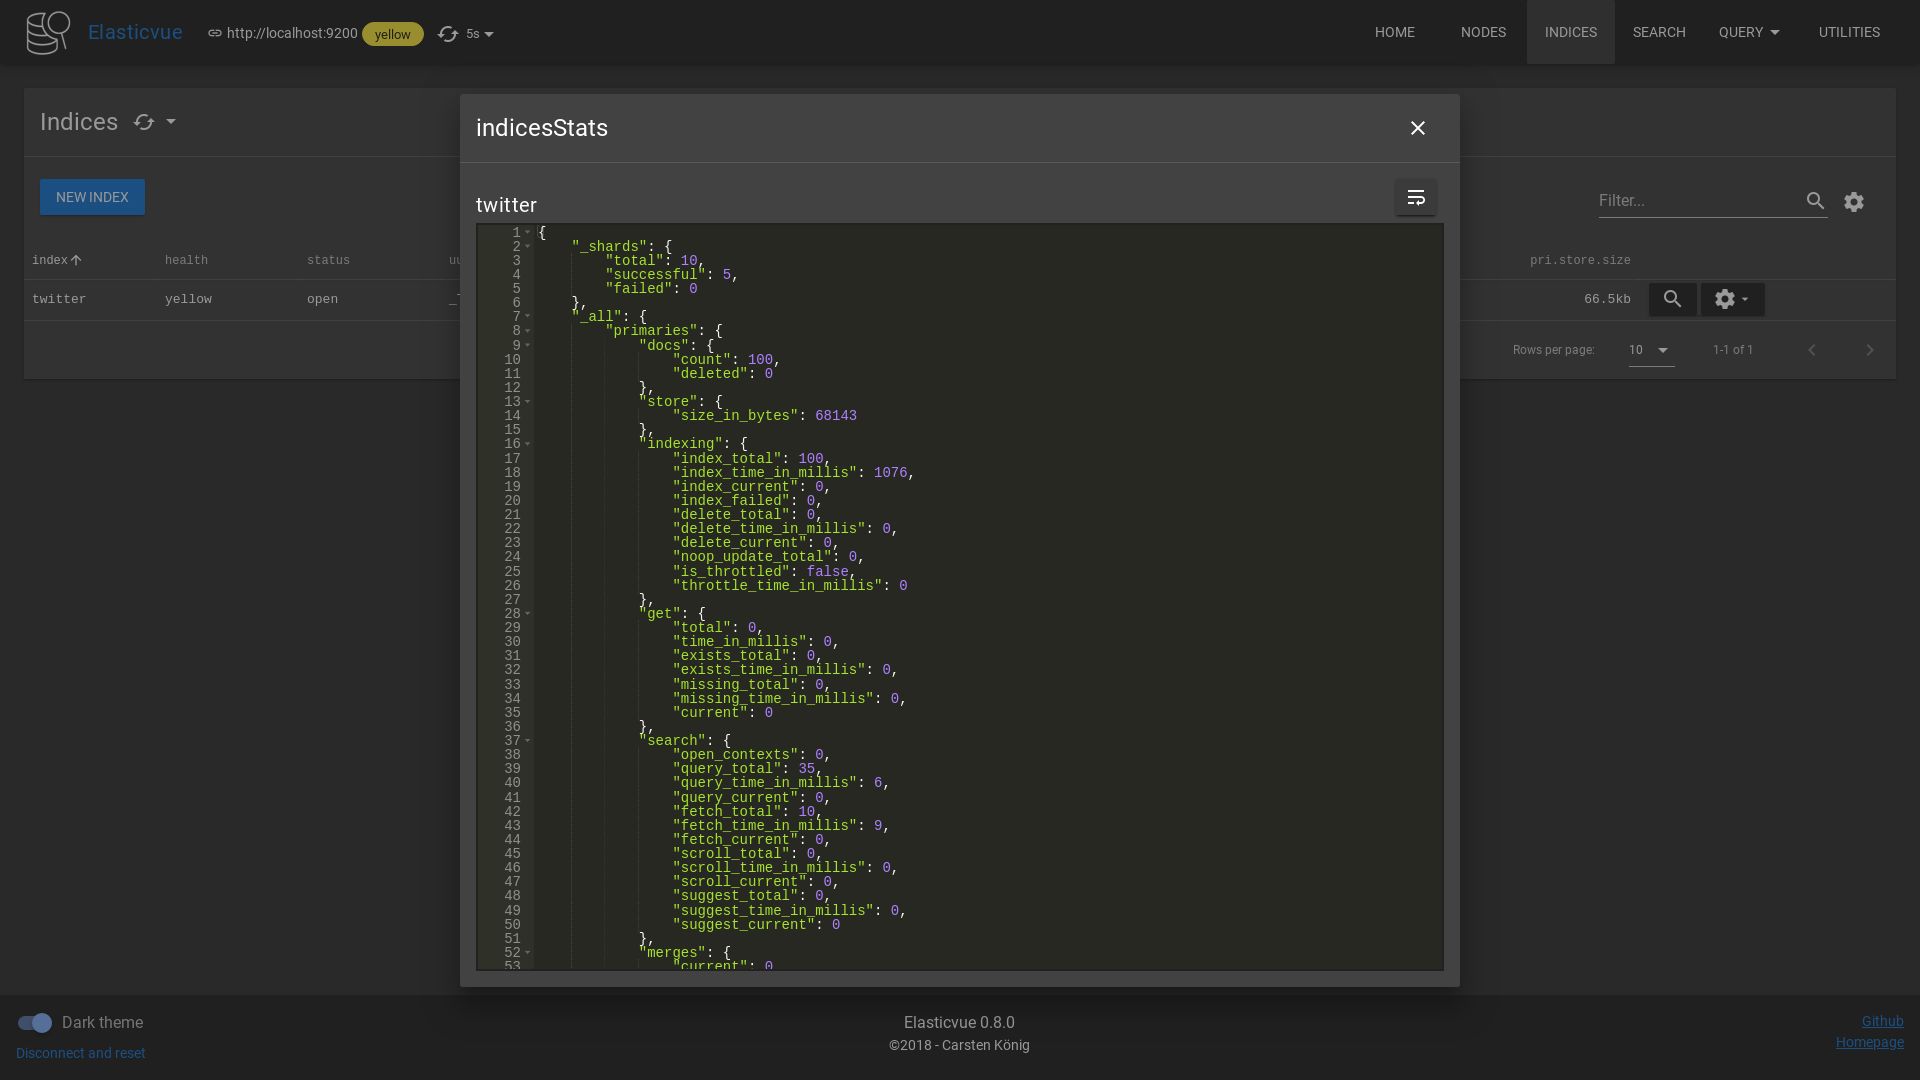 Elasticvue http://localhost:9200 yellow 5s HOME NODES INDICES SEARCH QUERY UTILITIES
Indices
NEW INDEX
Filter...
index health status
pri.store.size
twitter yellow open
66.5kb
Rows per page: 10 1-1 of 1
indicesStats
twitter
1 {
2 "_shards": {
3 "total": 10,
4 "successful": 5,
5 "failed": 0
6 },
7 "_all": {
8 "primaries": {
9 "docs": {
10 "count": 100,
11 "deleted": 0
12 },
13 "store": {
14 "size_in_bytes": 68143
15 },
16 "indexing": {
17 "index_total": 100,
18 "index_time_in_millis": 1076,
19 "index_current": 0,
20 "index_failed": 0,
21 "delete_total": 0,
22 "delete_time_in_millis": 0,
23 "delete_current": 0,
24 "noop_update_total": 0,
25 "is_throttled": false,
26 "throttle_time_in_millis": 0
27 },
28 "get": {
29 "total": 0,
30 "time_in_millis": 0,
31 "exists_total": 0,
32 "exists_time_in_millis": 0,
33 "missing_total": 0,
34 "missing_time_in_millis": 0,
35 "current": 0
36 },
37 "search": {
38 "open_contexts": 0,
39 "query_total": 35,
40 "query_time_in_millis": 6,
41 "query_current": 0,
42 "fetch_total": 10,
43 "fetch_time_in_millis": 9,
44 "fetch_current": 0,
45 "scroll_total": 0,
46 "scroll_time_in_millis": 0,
47 "scroll_current": 0,
48 "suggest_total": 0,
49 "suggest_time_in_millis": 0,
50 "suggest_current": 0
51 },
52 "merges": {
53 "current": 0
Dark theme
Disconnect and reset
Elasticvue 0.8.0
©2018 - Carsten König
Github
Homepage